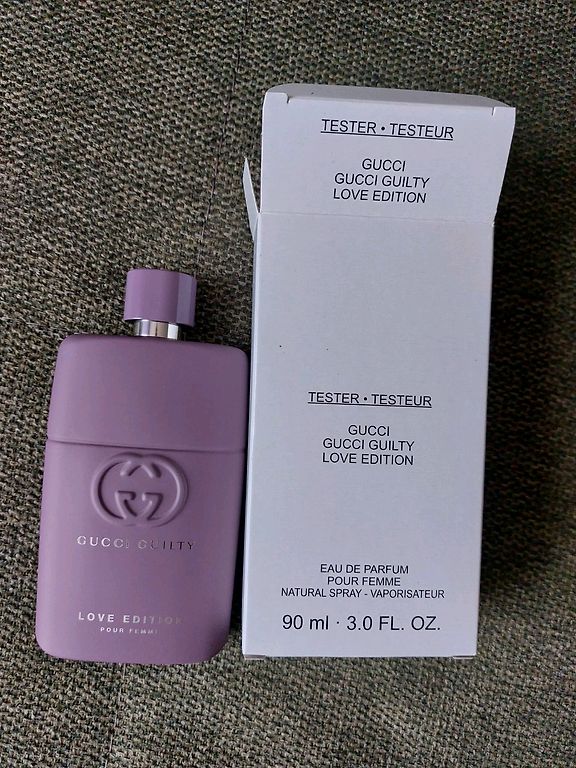 TESTER • TESTEUR
GUCCI
GUCCI GUILTY
LOVE EDITION
TESTER • TESTEUR
GUCCI
GUCCI GUILTY
LOVE EDITION
EAU DE PARFUM
POUR FEMME
NATURAL SPRAY - VAPORISATEUR
90 ml · 3.0 FL. OZ.
GUCCI GUILTY
LOVE EDITION
POUR FEMME